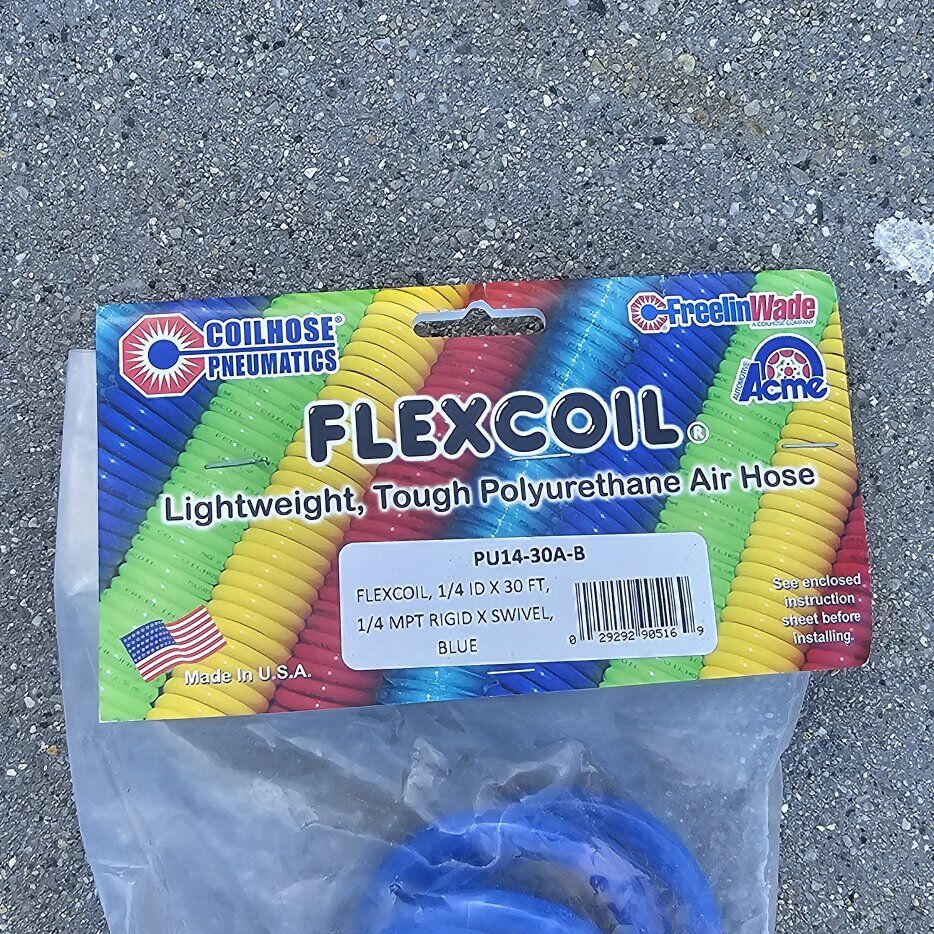 COILHOSE®
PNEUMATICS
FreelinWade
A COILHOSE COMPANY
AUTOMOTIVE
Acme
FLEXCOIL®
Lightweight, Tough Polyurethane Air Hose
PU14-30A-B
FLEXCOIL, 1/4 ID X 30 FT,
1/4 MPT RIGID X SWIVEL,
BLUE
0 29292 90516 9
See enclosed
instruction
sheet before
installing.
Made In U.S.A.